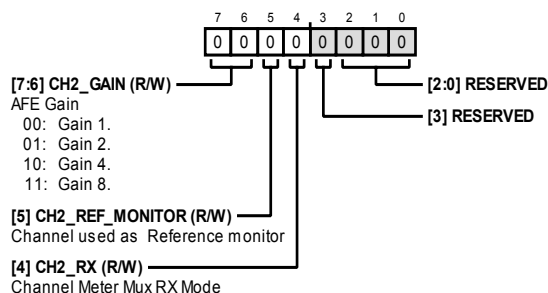 7 6 5 4 3 2 1 0
0 0 0 0 0 0 0 0
[7:6] CH2_GAIN (R/W)
AFE Gain
00: Gain 1.
01: Gain 2.
10: Gain 4.
11: Gain 8.
[5] CH2_REF_MONITOR (R/W)
Channel used as Reference monitor
[4] CH2_RX (R/W)
Channel Meter Mux RX Mode
[2:0] RESERVED
[3] RESERVED